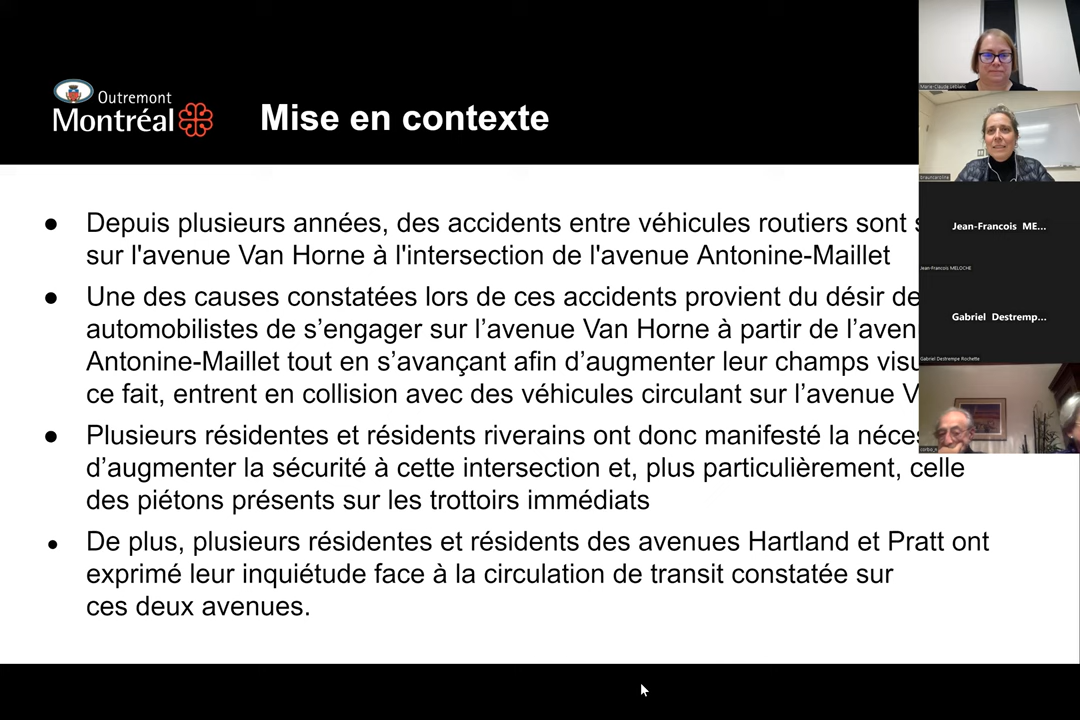 Outremont
Montréal
Mise en contexte
Depuis plusieurs années, des accidents entre véhicules routiers sont
sur l'avenue Van Horne à l'intersection de l'avenue Antonine-Maillet
Une des causes constatées lors de ces accidents provient du désir de
automobilistes de s’engager sur l’avenue Van Horne à partir de l’aven
Antonine-Maillet tout en s’avançant afin d’augmenter leur champs visu
ce fait, entrent en collision avec des véhicules circulant sur l’avenue V
Plusieurs résidentes et résidents riverains ont donc manifesté la néces
d’augmenter la sécurité à cette intersection et, plus particulièrement, celle
des piétons présents sur les trottoirs immédiats
De plus, plusieurs résidentes et résidents des avenues Hartland et Pratt ont
exprimé leur inquiétude face à la circulation de transit constatée sur
ces deux avenues.
Jean-Francois ME...
Jean-Francois MELOCHE
Gabriel Destremp...
Gabriel Destrempe Rochette